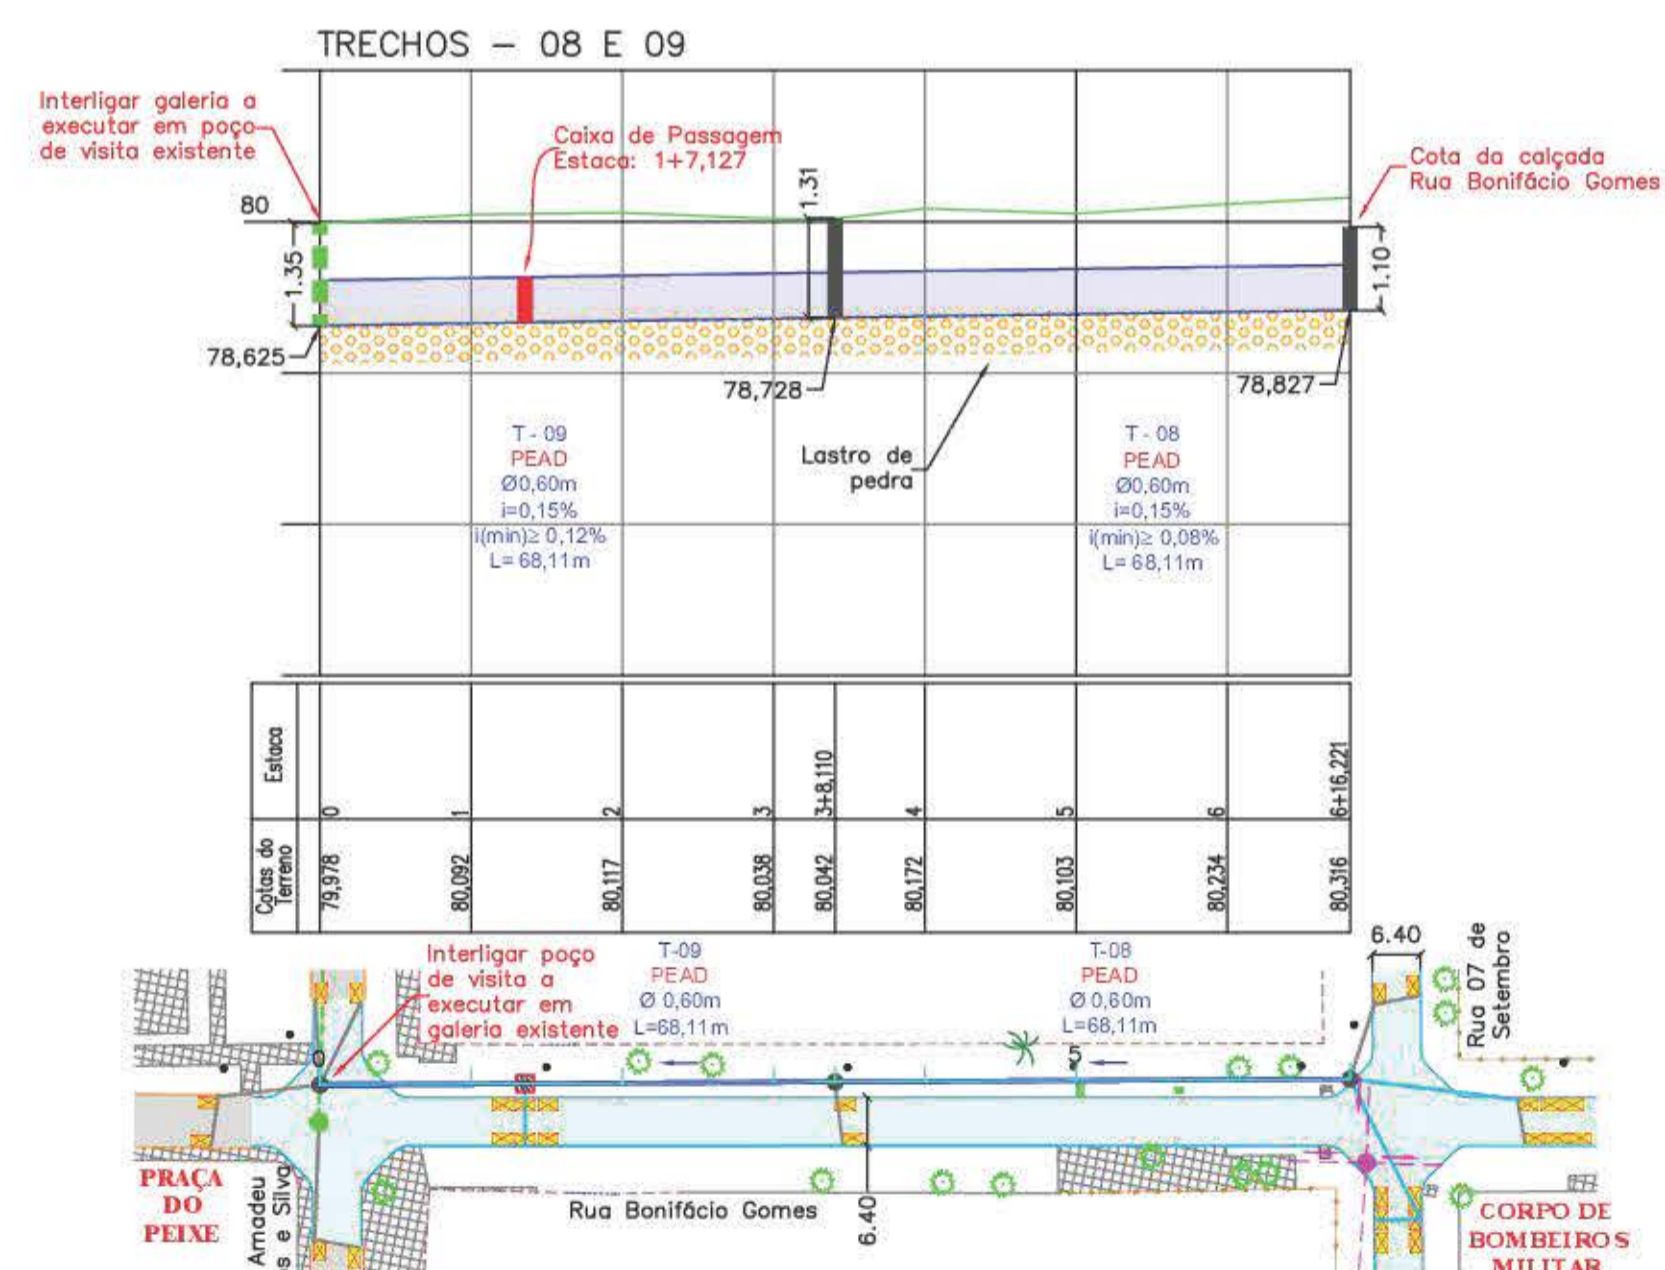 TRECHOS – 08 E 09
Interligar galeria a
executar em poço
de visita existente
Caixa de Passagem
Estaca: 1+7,127
Cota da calçada
Rua Bonifácio Gomes
80
1.35
1.31
1.10
78,625
78,728
78,827
Lastro de
pedra
T - 09
PEAD
Ø0,60m
i=0,15%
i(min)≥ 0,12%
L= 68,11m
T - 08
PEAD
Ø0,60m
i=0,15%
i(min)≥ 0,08%
L= 68,11m
Estaca
0
1
2
3
3+8,110
4
5
6
6+16,221
Cotas do
Terreno
79,978
80,092
80,117
80,038
80,042
80,172
80,103
80,234
80,316
Interligar poço
de visita a
executar em
galeria existente
T-09
PEAD
Ø 0,60m
L=68,11m
T-08
PEAD
Ø 0,60m
L=68,11m
6.40
Rua 07 de
Setembro
0
5
PRAÇA
DO
PEIXE
Amadeu
s e Silva
Rua Bonifácio Gomes
6.40
CORPO DE
BOMBEIROS
MILITAR